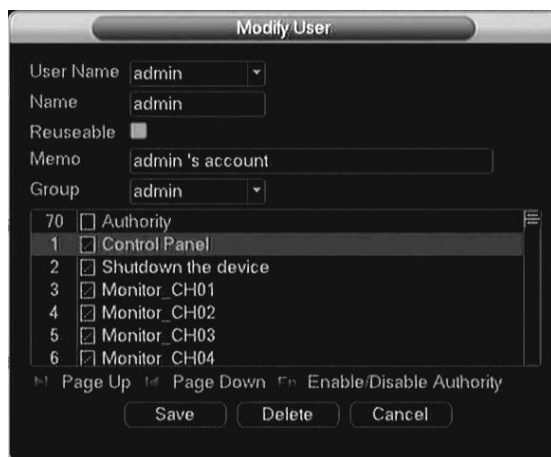 Modify User
User Name admin
Name admin
Reuseable
Memo admin 's account
Group admin
70 Authority
1 Control Panel
2 Shutdown the device
3 Monitor_CH01
4 Monitor_CH02
5 Monitor_CH03
6 Monitor_CH04
Page Up Page Down Fn Enable/Disable Authority
Save Delete Cancel